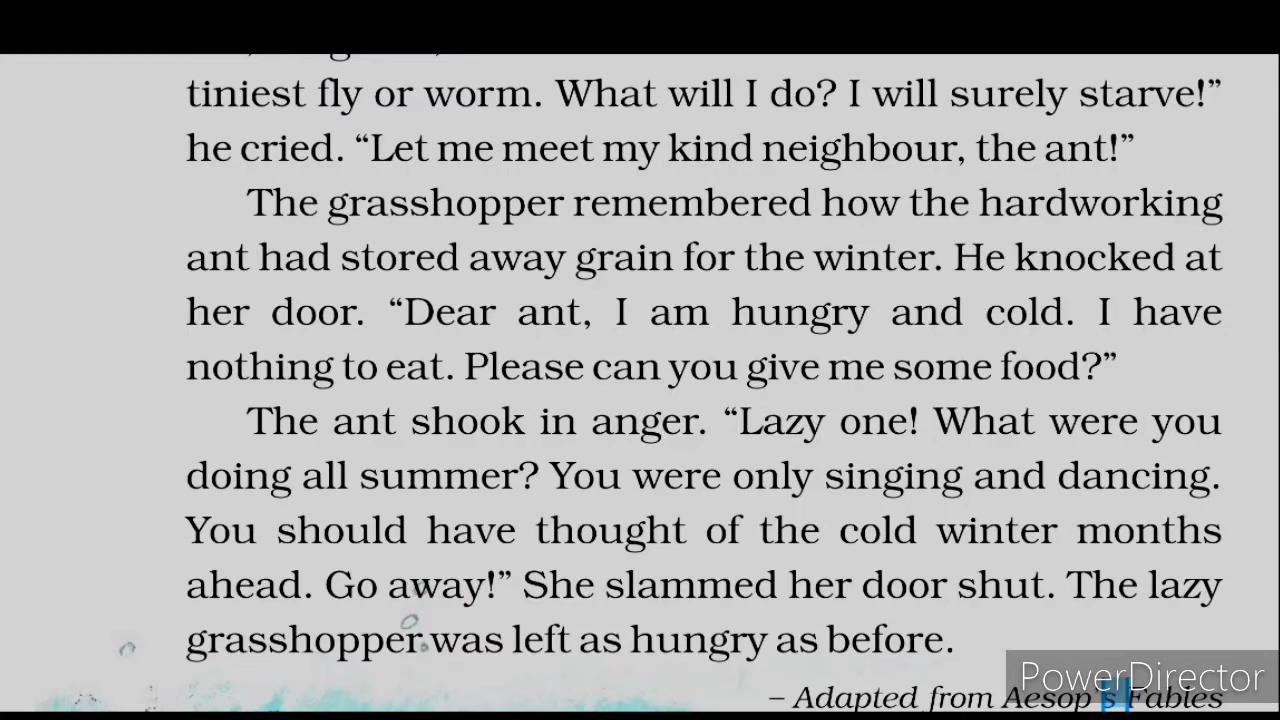 tiniest fly or worm. What will I do? I will surely starve!”
he cried. “Let me meet my kind neighbour, the ant!”
The grasshopper remembered how the hardworking
ant had stored away grain for the winter. He knocked at
her door. “Dear ant, I am hungry and cold. I have
nothing to eat. Please can you give me some food?”
The ant shook in anger. “Lazy one! What were you
doing all summer? You were only singing and dancing.
You should have thought of the cold winter months
ahead. Go away!” She slammed her door shut. The lazy
grasshopper was left as hungry as before.
– Adapted from Aesop's Fables
PowerDirector